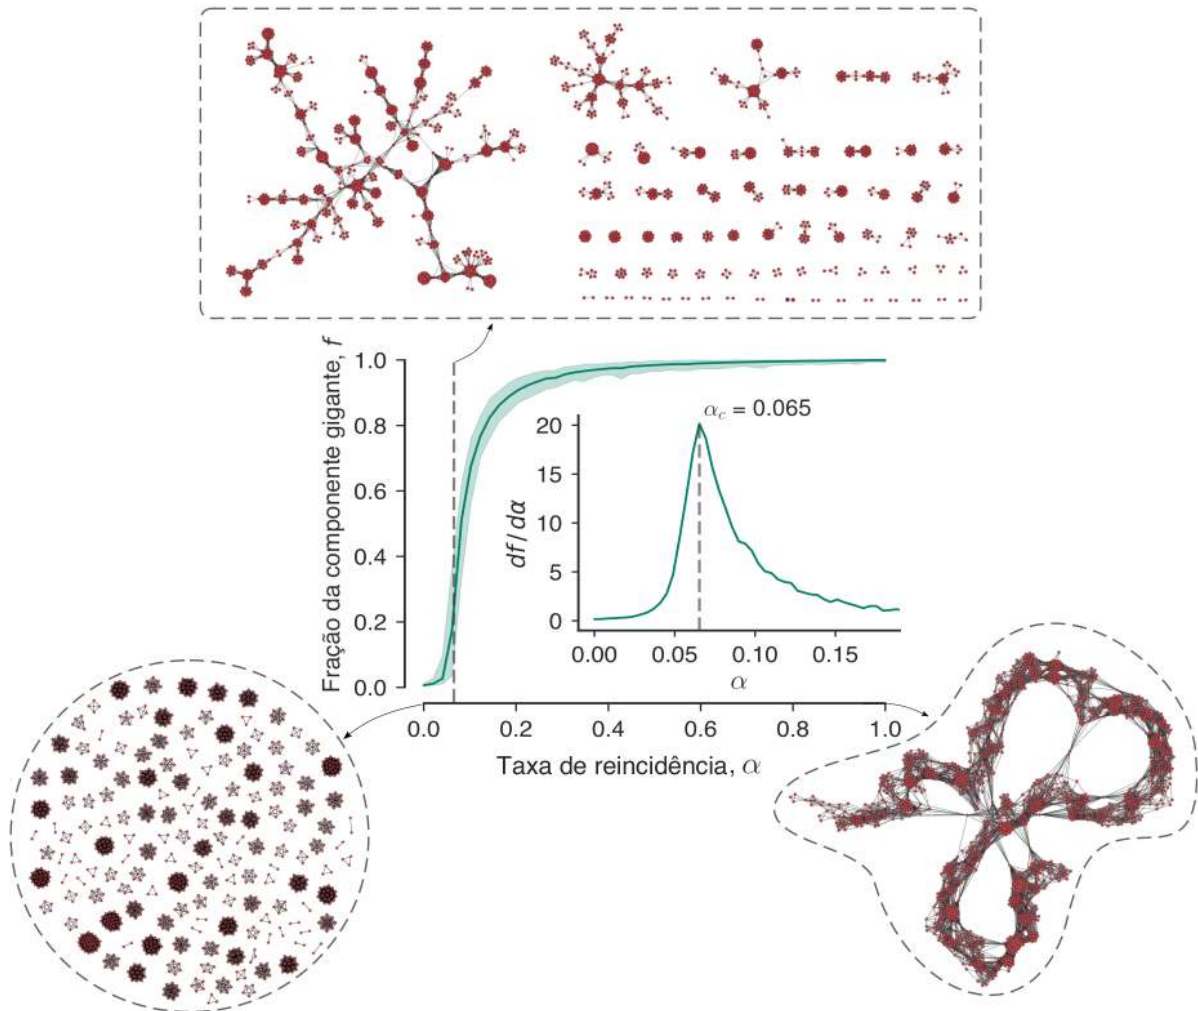 Fração da componente gigante, f
1.0
0.8
0.6
0.4
0.2
0.0
0.0 0.2 0.4 0.6 0.8 1.0
Taxa de reincidência, α
α_c = 0.065
df/dα
20
15
10
5
0
0.00 0.05 0.10 0.15
α